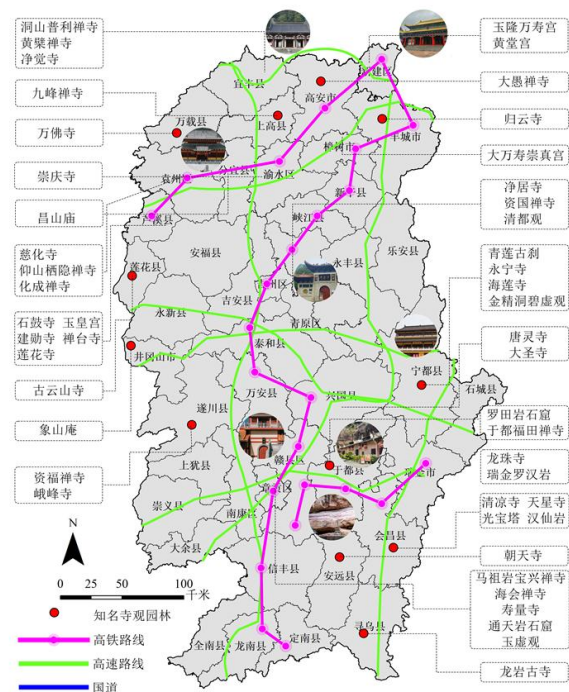 洞山普利禅寺
黄檗禅寺
净觉寺
九峰禅寺
万佛寺
崇庆寺
昌山庙
慈化寺
仰山栖隐禅寺
化成禅寺
石鼓寺 玉皇宫
建勋寺 禅台寺
莲花寺
古云山寺
象山庵
资福禅寺
峨峰寺
玉隆万寿宫
黄堂宫
大愚禅寺
归云寺
大万寿崇真宫
净居寺
资国禅寺
清都观
青莲古刹
永宁寺
海莲寺
金精洞碧虚观
唐灵寺
大圣寺
罗田岩石窟
于都福田禅寺
龙珠寺
瑞金罗汉岩
清凉寺 天星寺
光宝塔 汉仙岩
朝天寺
马祖岩宝兴禅寺
海会禅寺
寿量寺
通天岩石窟
玉虚观
龙岩古寺
宜丰县
高安市
万载县
上高县
丰城市
樟树市
袁州区
渝水区
新干县
芦溪县
峡江县
安福县
永丰县
乐安县
莲花县
吉安县
吉州区
永新县
青原区
井冈山市
泰和县
宁都县
石城县
万安县
兴国县
遂川县
上犹县
赣县区
于都县
瑞金市
章贡区
崇义县
南康区
会昌县
大余县
信丰县
安远县
寻乌县
全南县
龙南县
定南县
N
0 25 50 100
千米
知名寺观园林
高铁路线
高速路线
国道